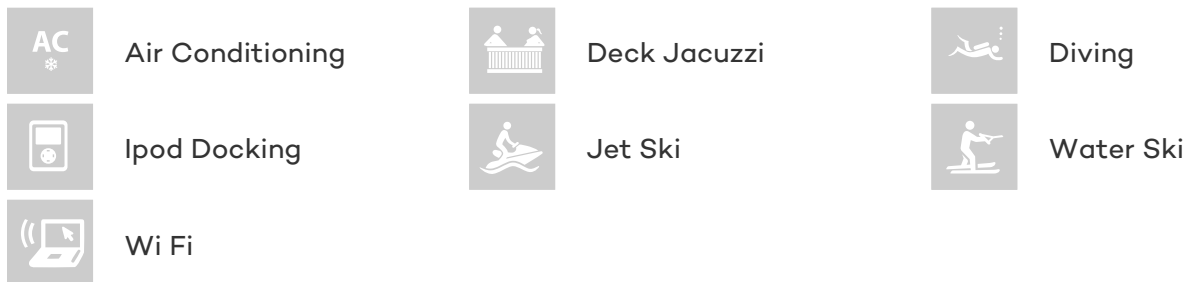 AC
Air Conditioning
Deck Jacuzzi
Diving
Ipod Docking
Jet Ski
Water Ski
Wi Fi